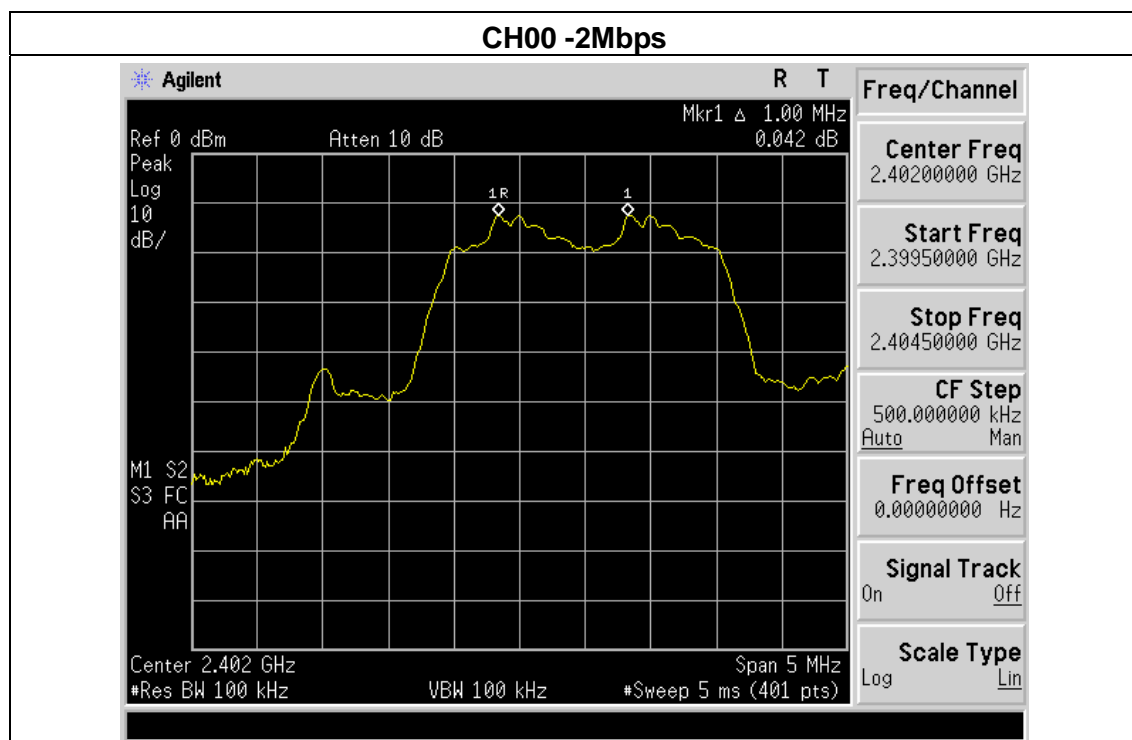 CH00 -2Mbps
Agilent R T
Mkr1 Δ 1.00 MHz
Ref 0 dBm Atten 10 dB 0.042 dB
Peak
Log
10
dB/
1R 1
M1 S2
S3 FC
AA
Center 2.402 GHz Span 5 MHz
#Res BW 100 kHz VBW 100 kHz #Sweep 5 ms (401 pts)
Freq/Channel
Center Freq
2.40200000 GHz
Start Freq
2.39950000 GHz
Stop Freq
2.40450000 GHz
CF Step
500.000000 kHz
Auto Man
Freq Offset
0.00000000 Hz
Signal Track
On Off
Scale Type
Log Lin